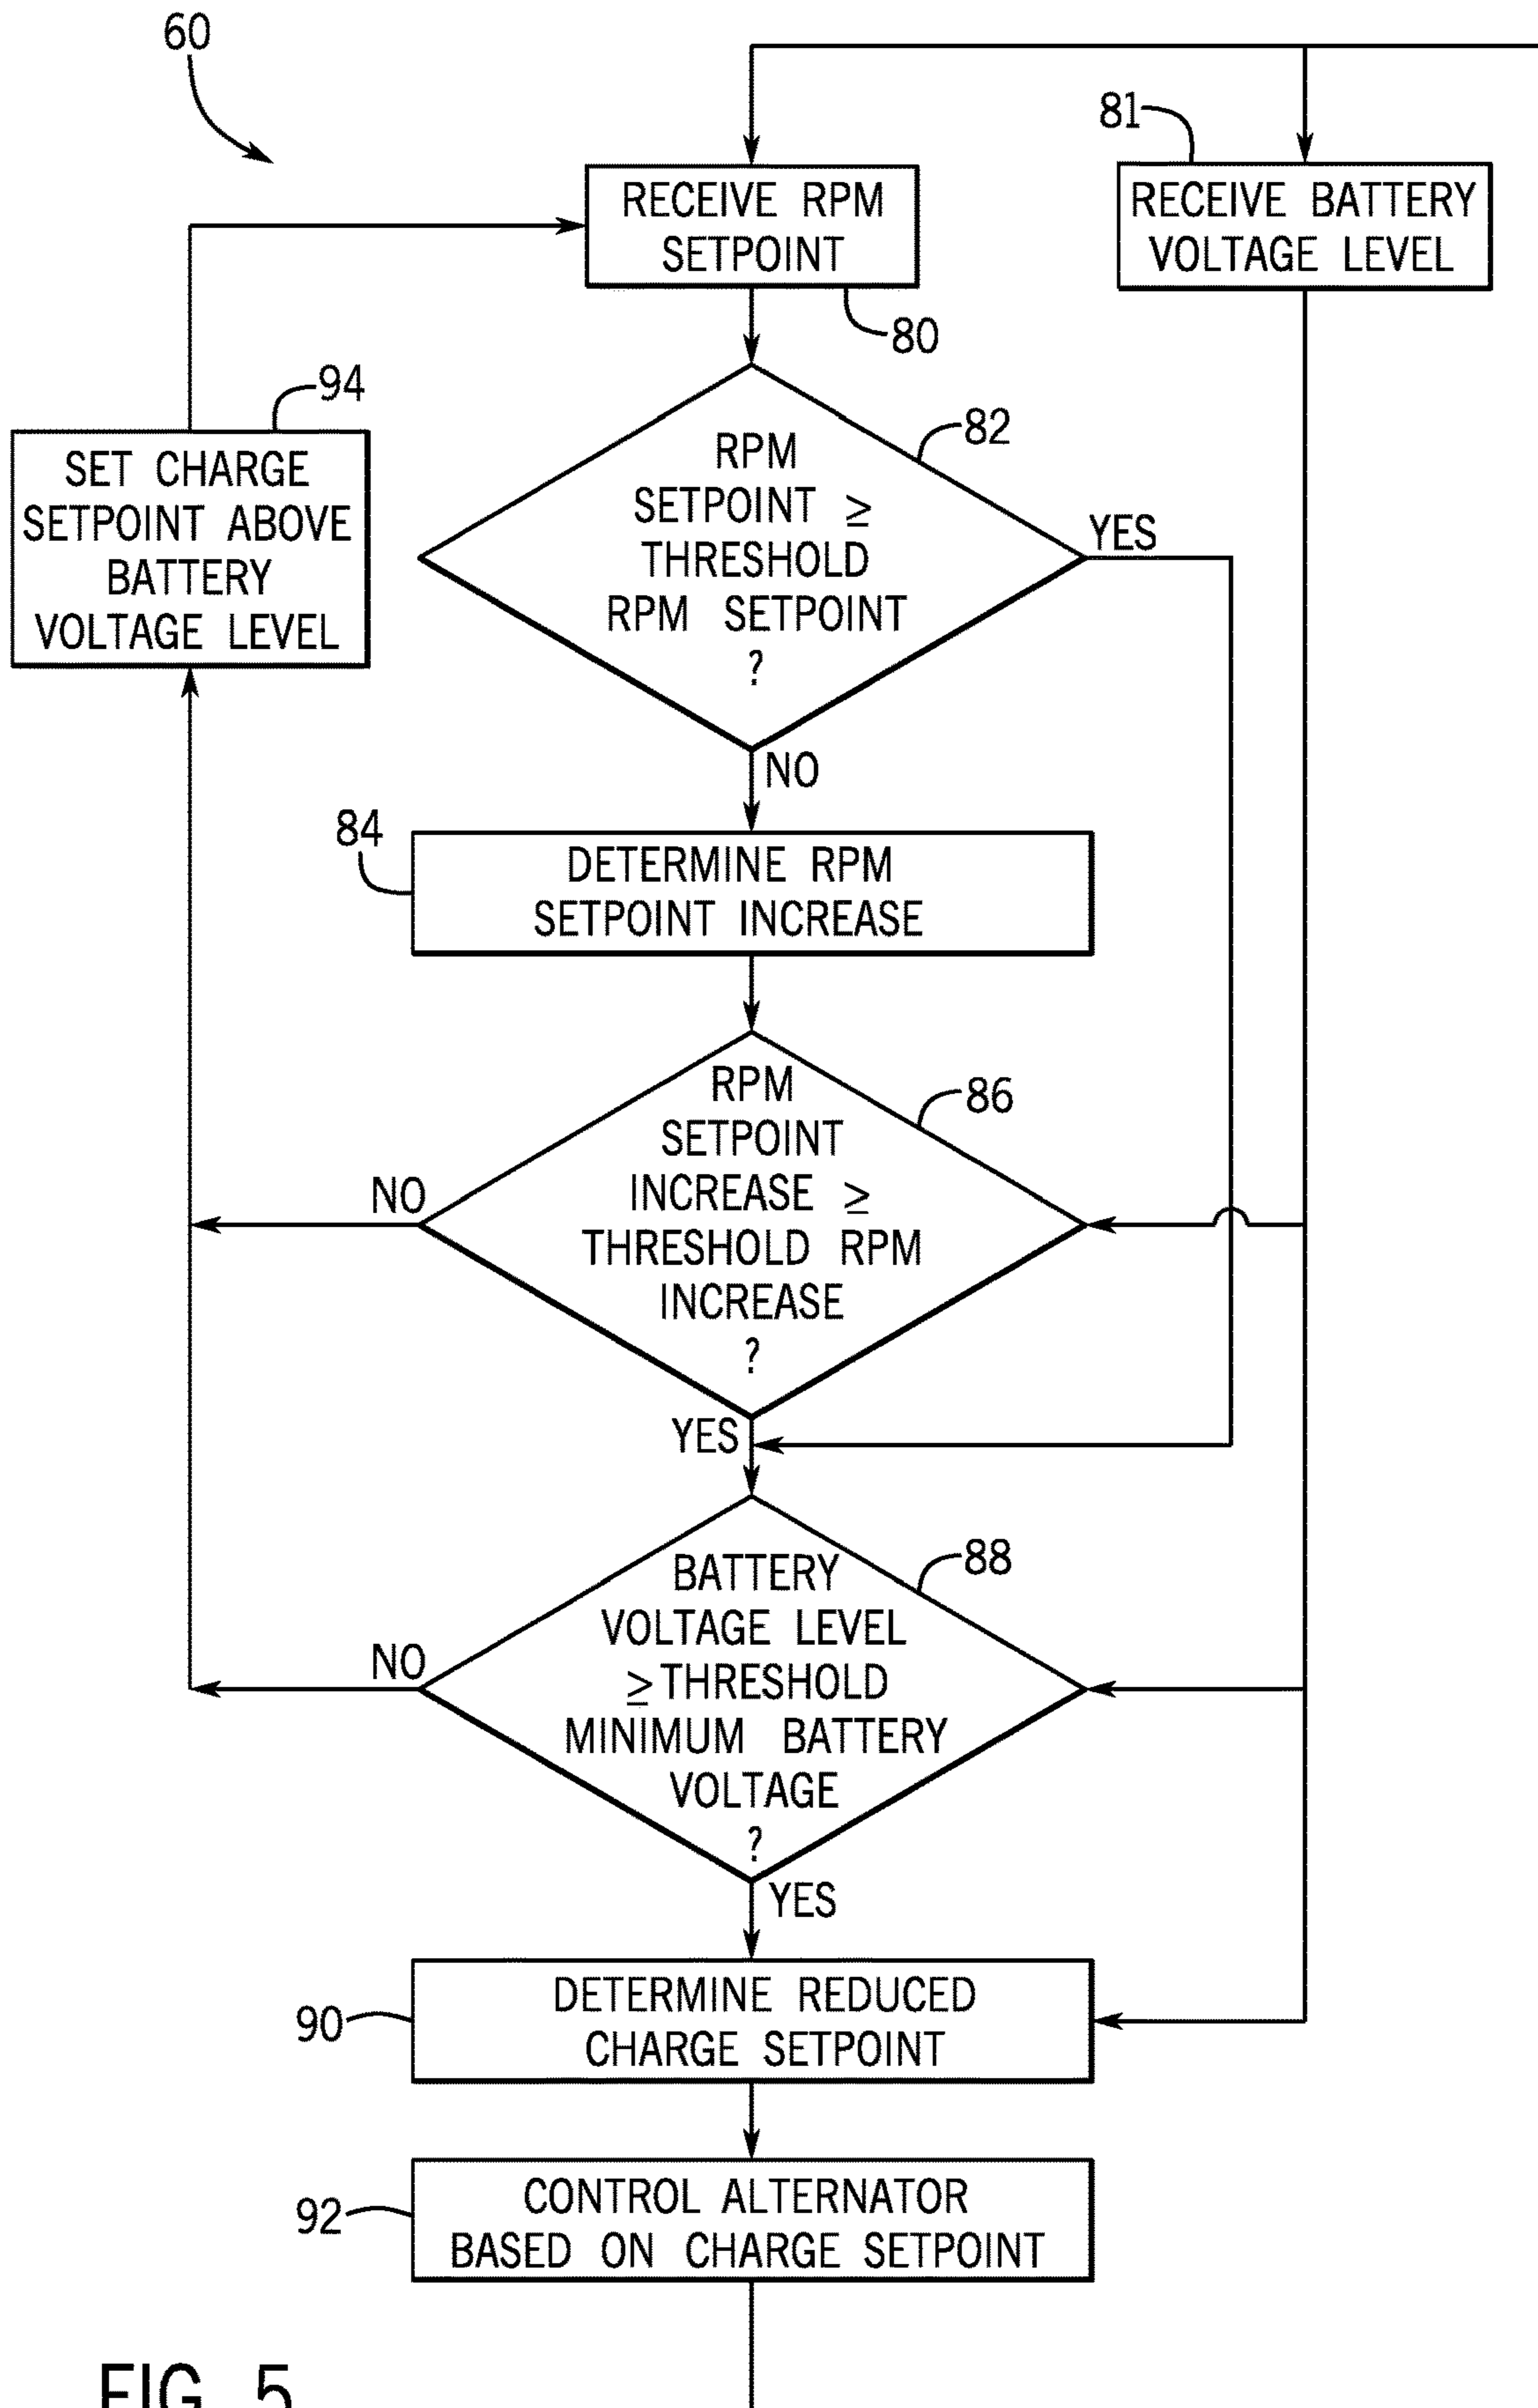 60
81
RECEIVE RPM
SETPOINT
RECEIVE BATTERY
VOLTAGE LEVEL
80
94
SET CHARGE
SETPOINT ABOVE
BATTERY
VOLTAGE LEVEL
82
RPM
SETPOINT ≥
THRESHOLD
RPM SETPOINT
?
YES
NO
84
DETERMINE RPM
SETPOINT INCREASE
86
RPM
SETPOINT
INCREASE ≥
THRESHOLD RPM
INCREASE
?
NO
YES
88
BATTERY
VOLTAGE LEVEL
≥ THRESHOLD
MINIMUM BATTERY
VOLTAGE
?
NO
YES
90
DETERMINE REDUCED
CHARGE SETPOINT
92
CONTROL ALTERNATOR
BASED ON CHARGE SETPOINT
FIG. 5